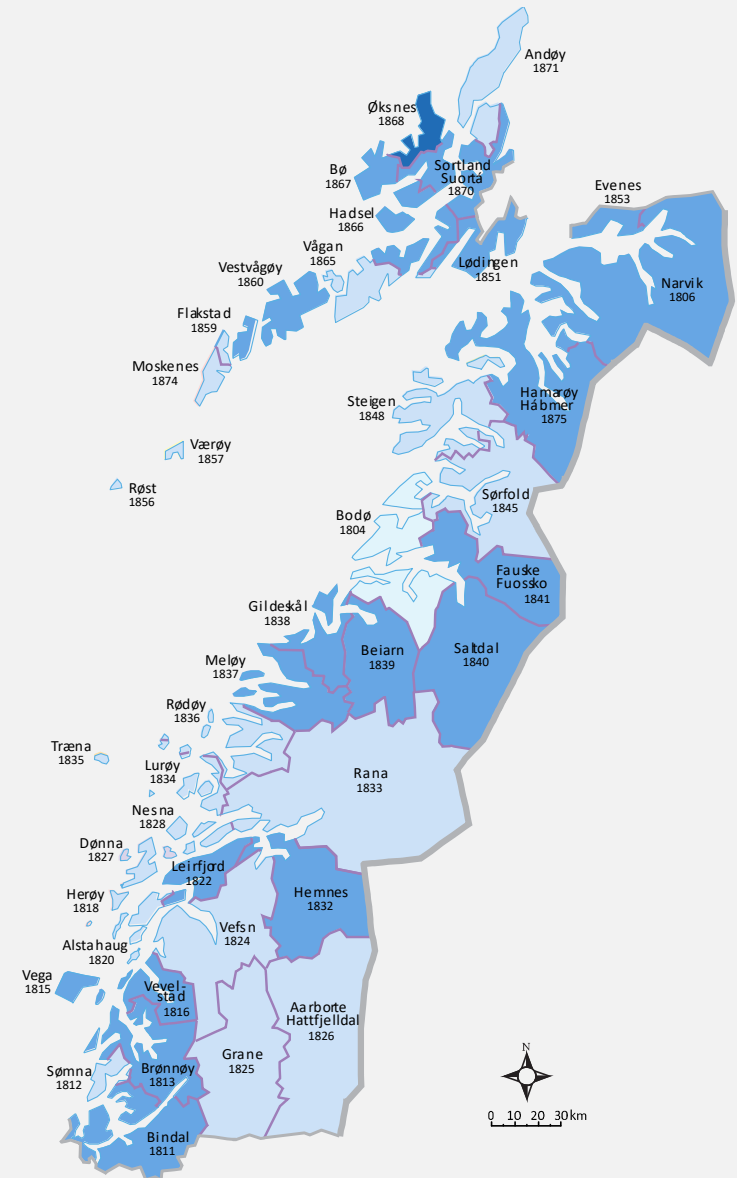 Andøy
1871
Øksnes
1868
Bø
1867
Sortland
Suortá
1870
Hadsel
1866
Evenes
1853
Vågan
1865
Lødingen
1851
Vestvågøy
1860
Narvik
1806
Flakstad
1859
Moskenes
1874
Hamarøy
Hábmer
1875
Steigen
1848
Værøy
1857
Røst
1856
Sørfold
1845
Bodø
1804
Fauske
Fuossko
1841
Gildeskål
1838
Beiarn
1839
Saltdal
1840
Meløy
1837
Rødøy
1836
Træna
1835
Lurøy
1834
Rana
1833
Nesna
1828
Dønna
1827
Leirfjord
1822
Herøy
1818
Hemnes
1832
Vefsn
1824
Alstahaug
1820
Vega
1815
Vevel-
stad
1816
Aarborte
Hattfjelldal
1826
Grane
1825
Sømna
1812
Brønnøy
1813
Bindal
1811
N
0 10 20 30km